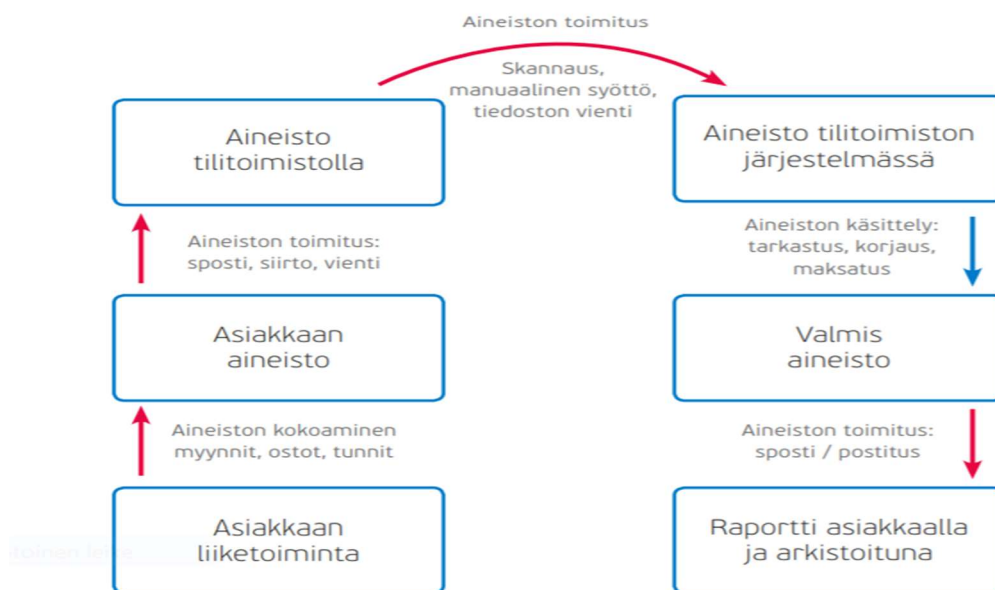 Aineiston toimitus
Skannaus,
manuaalinen syöttö,
tiedoston vienti
Aineisto
tilitoimistolla
Aineisto tilitoimiston
järjestelmässä
Aineiston toimitus:
sposti, siirto, vienti
Aineiston käsittely:
tarkastus, korjaus,
maksatus
Asiakkaan
aineisto
Valmis
aineisto
Aineiston kokoaminen
myynnit, ostot, tunnit
Aineiston toimitus:
sposti / postitus
Asiakkaan
liiketoiminta
Raportti asiakkaalla
ja arkistoituna